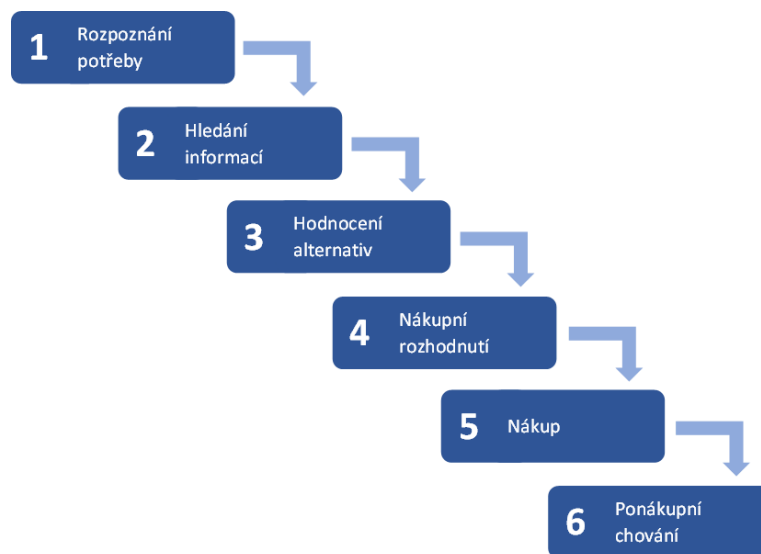 1 Rozpoznání
potřeby
2 Hledání
informací
3 Hodnocení
alternativ
4 Nákupní
rozhodnutí
5 Nákup
6 Ponákupní
chování